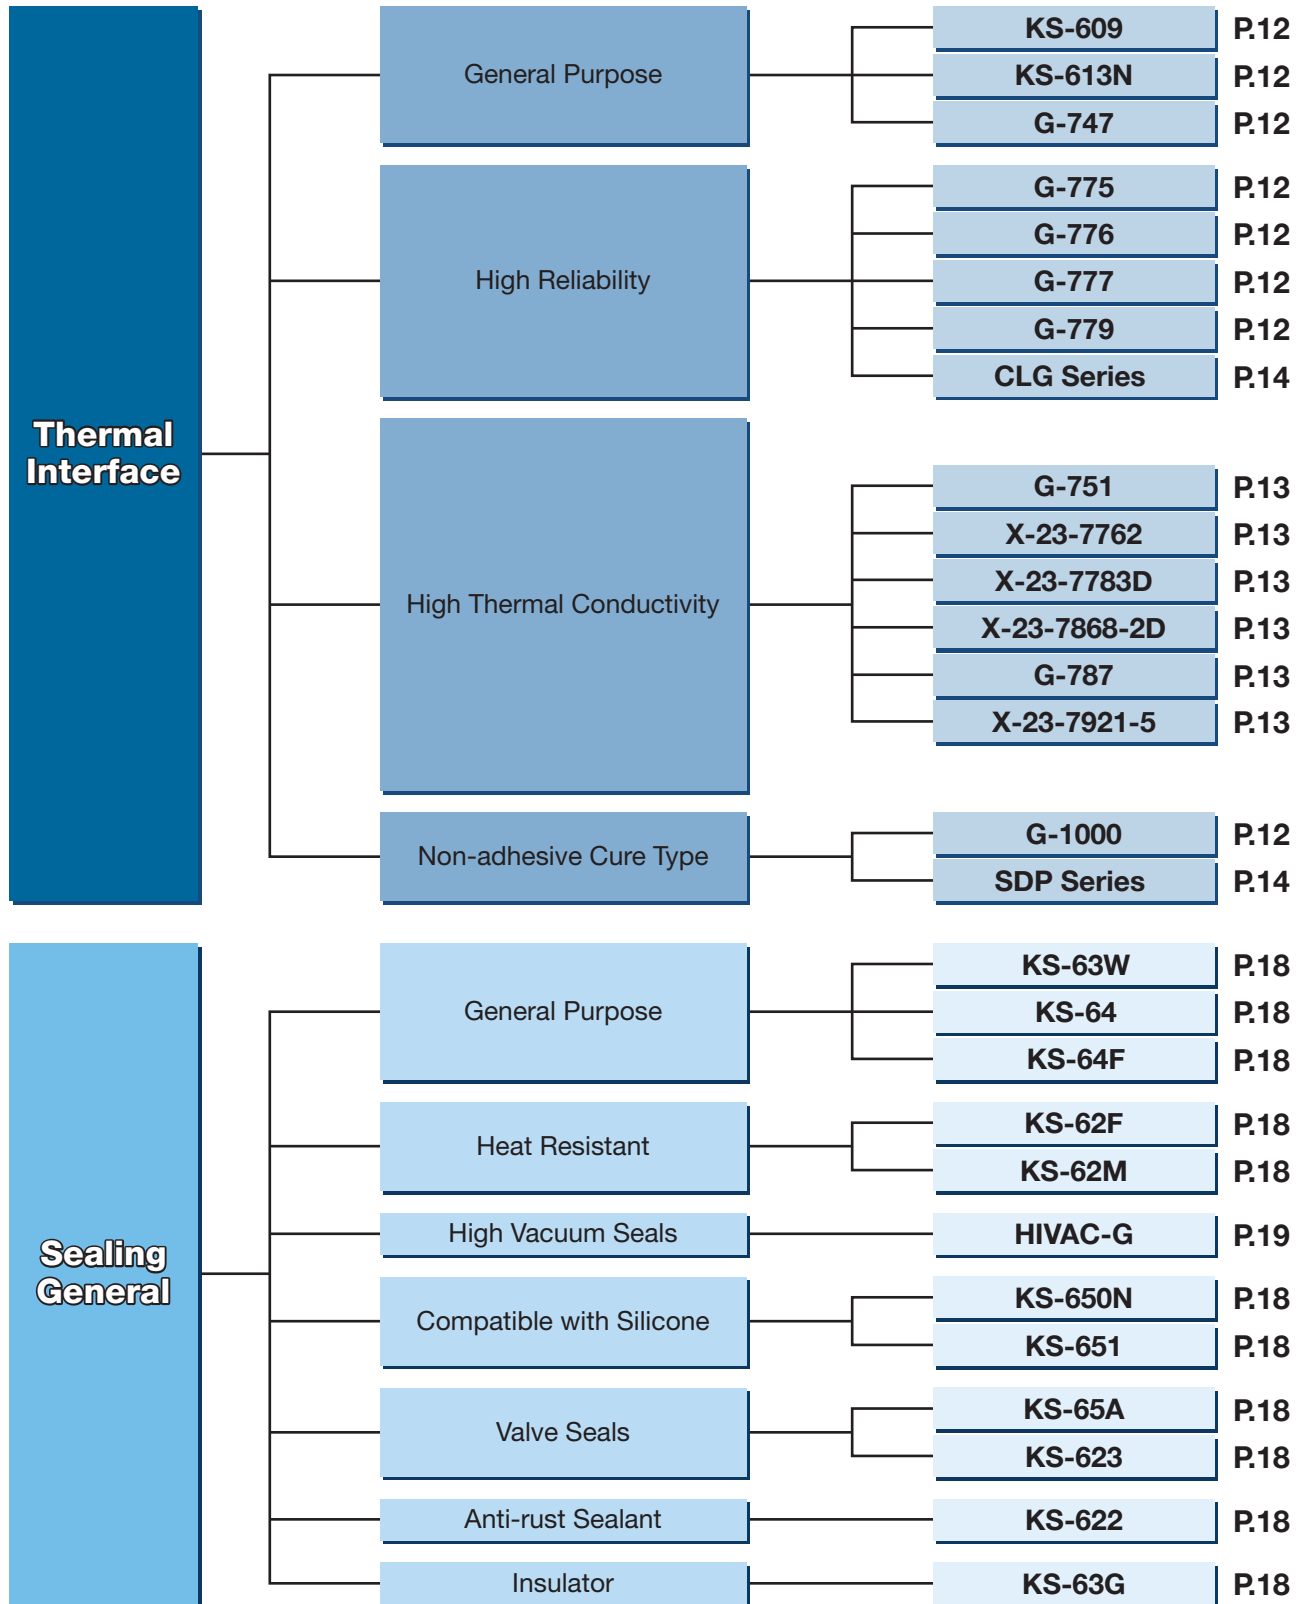 Thermal
Interface
General Purpose
KS-609 P.12
KS-613N P.12
G-747 P.12
High Reliability
G-775 P.12
G-776 P.12
G-777 P.12
G-779 P.12
CLG Series P.14
High Thermal Conductivity
G-751 P.13
X-23-7762 P.13
X-23-7783D P.13
X-23-7868-2D P.13
G-787 P.13
X-23-7921-5 P.13
Non-adhesive Cure Type
G-1000 P.12
SDP Series P.14
Sealing
General
General Purpose
KS-63W P.18
KS-64 P.18
KS-64F P.18
Heat Resistant
KS-62F P.18
KS-62M P.18
High Vacuum Seals
HIVAC-G P.19
Compatible with Silicone
KS-650N P.18
KS-651 P.18
Valve Seals
KS-65A P.18
KS-623 P.18
Anti-rust Sealant
KS-622 P.18
Insulator
KS-63G P.18